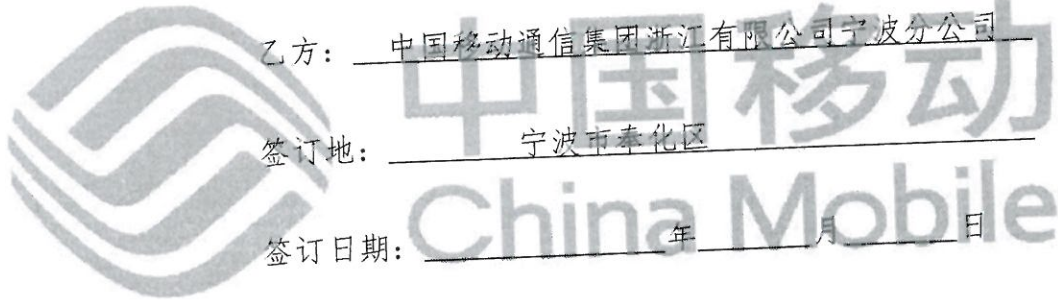 乙方：中国移动通信集团浙江有限公司宁波分公司
中国移动
签订地：宁波市奉化区
China Mobile
签订日期：年月日